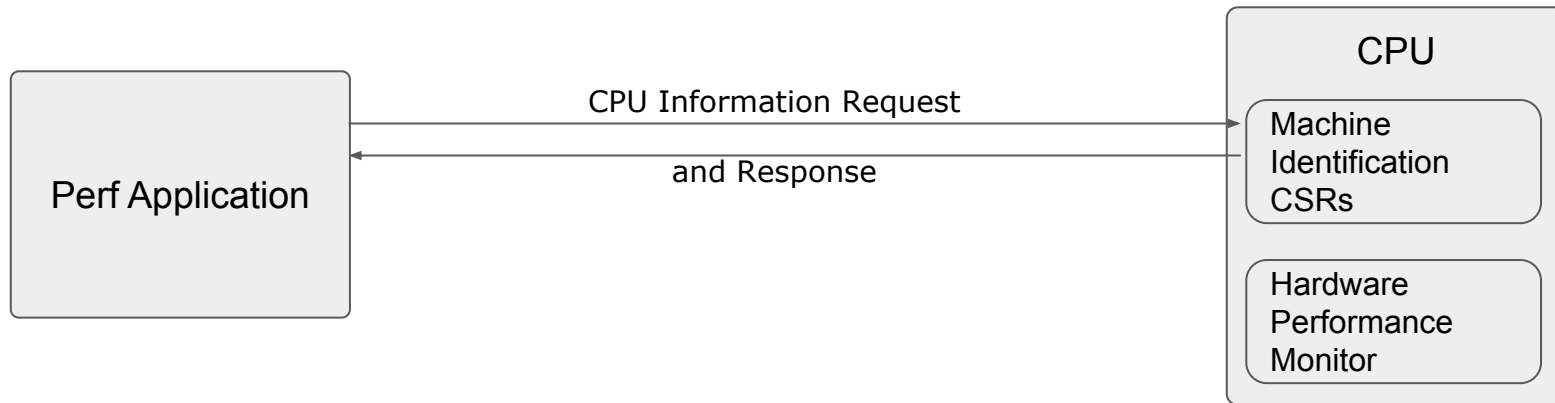 Perf Application
CPU Information Request
and Response
CPU
Machine
Identification
CSRs
Hardware
Performance
Monitor